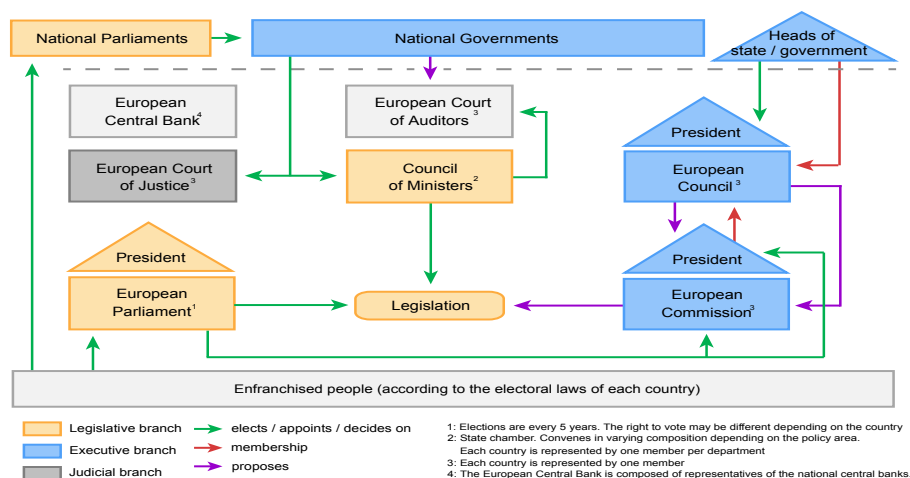 National Parliaments
National Governments
Heads of
state / government
European
Central Bank4
European Court
of Auditors 3
President
European Court
of Justice3
Council
of Ministers2
European
Council 3
President
President
European
Parliament1
Legislation
European
Commission3
Enfranchised people (according to the electoral laws of each country)
Legislative branch
elects / appoints / decides on
Executive branch
membership
Judicial branch
proposes
1: Elections are every 5 years. The right to vote may be different depending on the country
2: State chamber. Convenes in varying composition depending on the policy area.
Each country is represented by one member per department
3: Each country is represented by one member
4: The European Central Bank is composed of representatives of the national central banks.